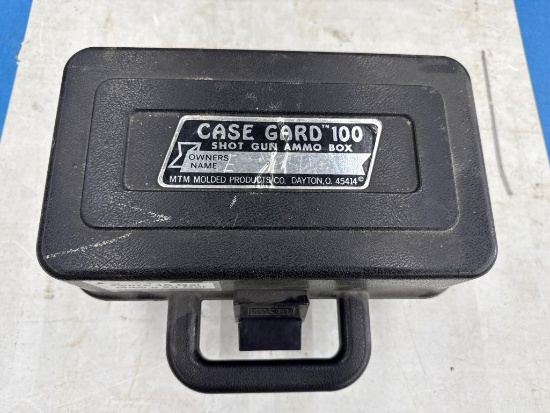 CASE GARD™ 100
SHOT GUN AMMO BOX
OWNERS
NAME
MTM MOLDED PRODUCTS CO. DAYTON, O. 45414©